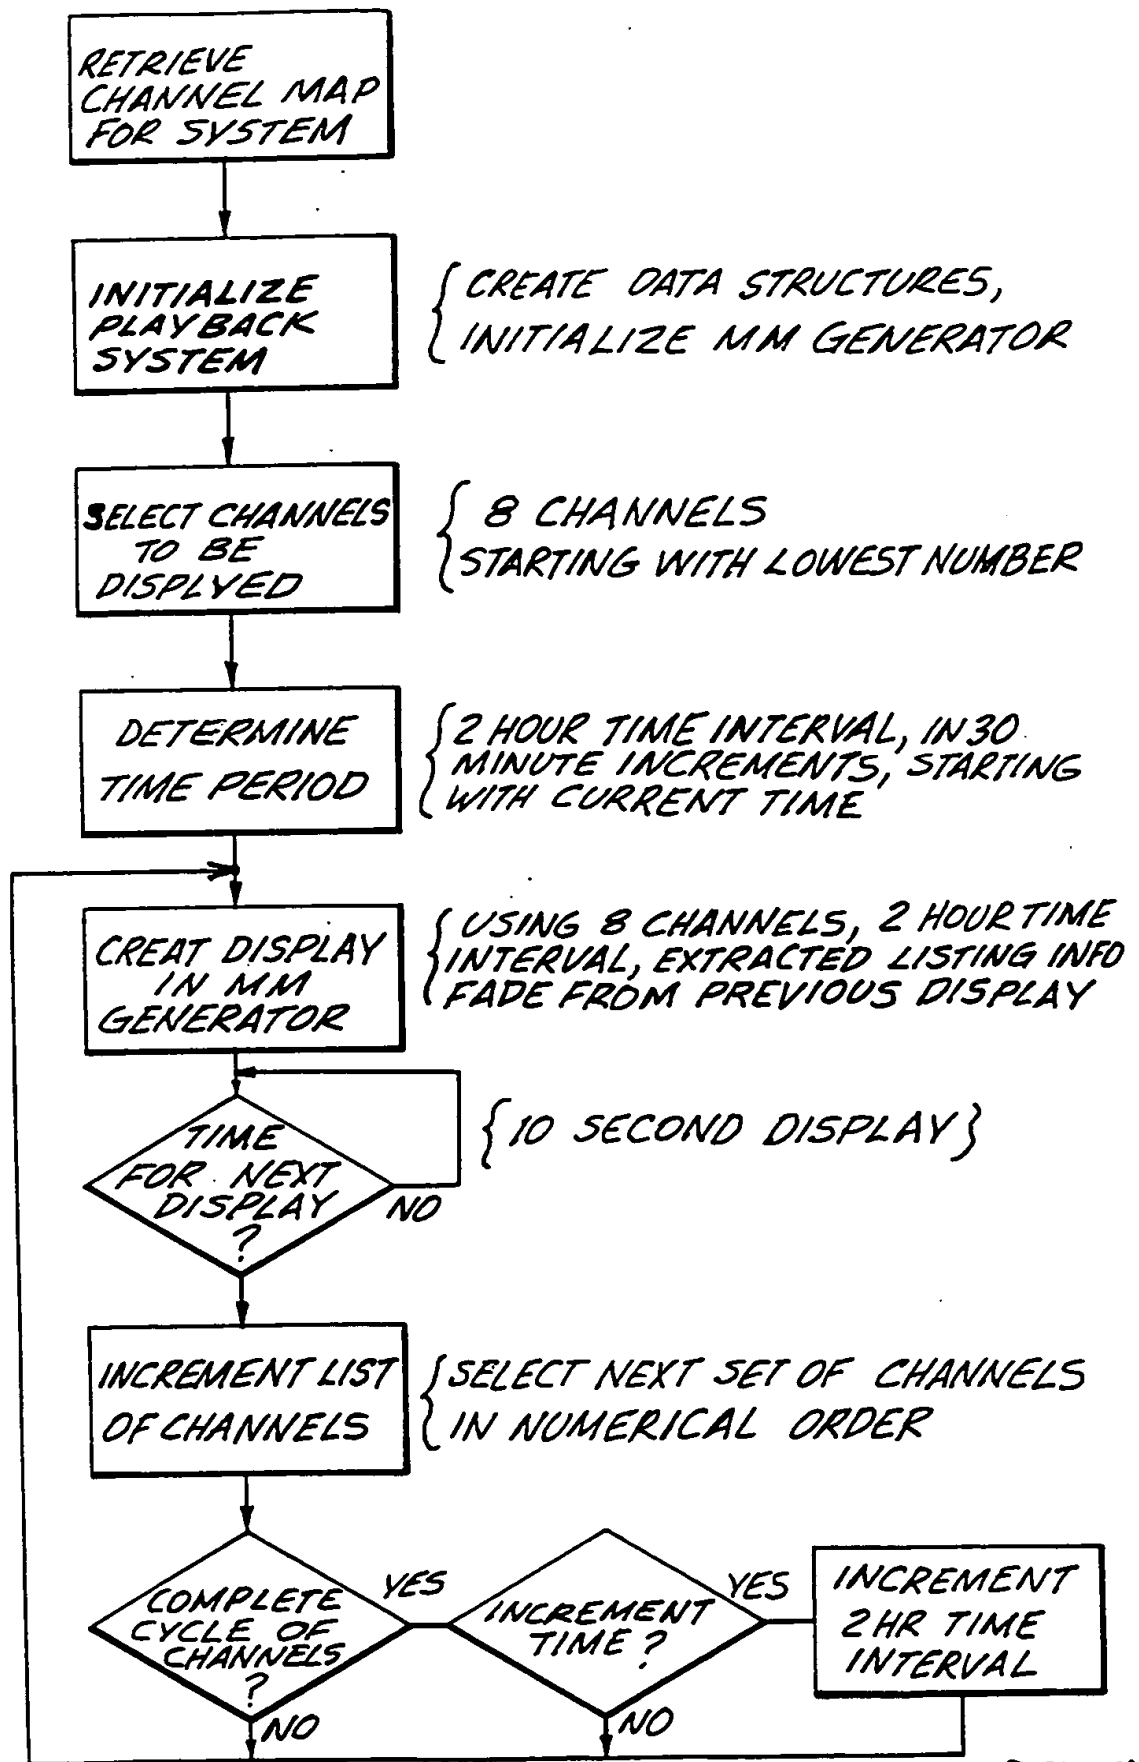 RETRIEVE
CHANNEL MAP
FOR SYSTEM
INITIALIZE
PLAYBACK
SYSTEM
{ CREATE DATA STRUCTURES,
INITIALIZE MM GENERATOR
SELECT CHANNELS
TO BE
DISPLYED
{ 8 CHANNELS
STARTING WITH LOWEST NUMBER
DETERMINE
TIME PERIOD
{ 2 HOUR TIME INTERVAL, IN 30
MINUTE INCREMENTS, STARTING
WITH CURRENT TIME
CREAT DISPLAY
IN MM
GENERATOR
{ USING 8 CHANNELS, 2 HOUR TIME
INTERVAL, EXTRACTED LISTING INFO
FADE FROM PREVIOUS DISPLAY
TIME
FOR NEXT
DISPLAY
?
NO
{10 SECOND DISPLAY}
INCREMENT LIST
OF CHANNELS
{ SELECT NEXT SET OF CHANNELS
IN NUMERICAL ORDER
COMPLETE
CYCLE OF
CHANNELS
?
YES
NO
INCREMENT
TIME ?
YES
NO
INCREMENT
2 HR TIME
INTERVAL